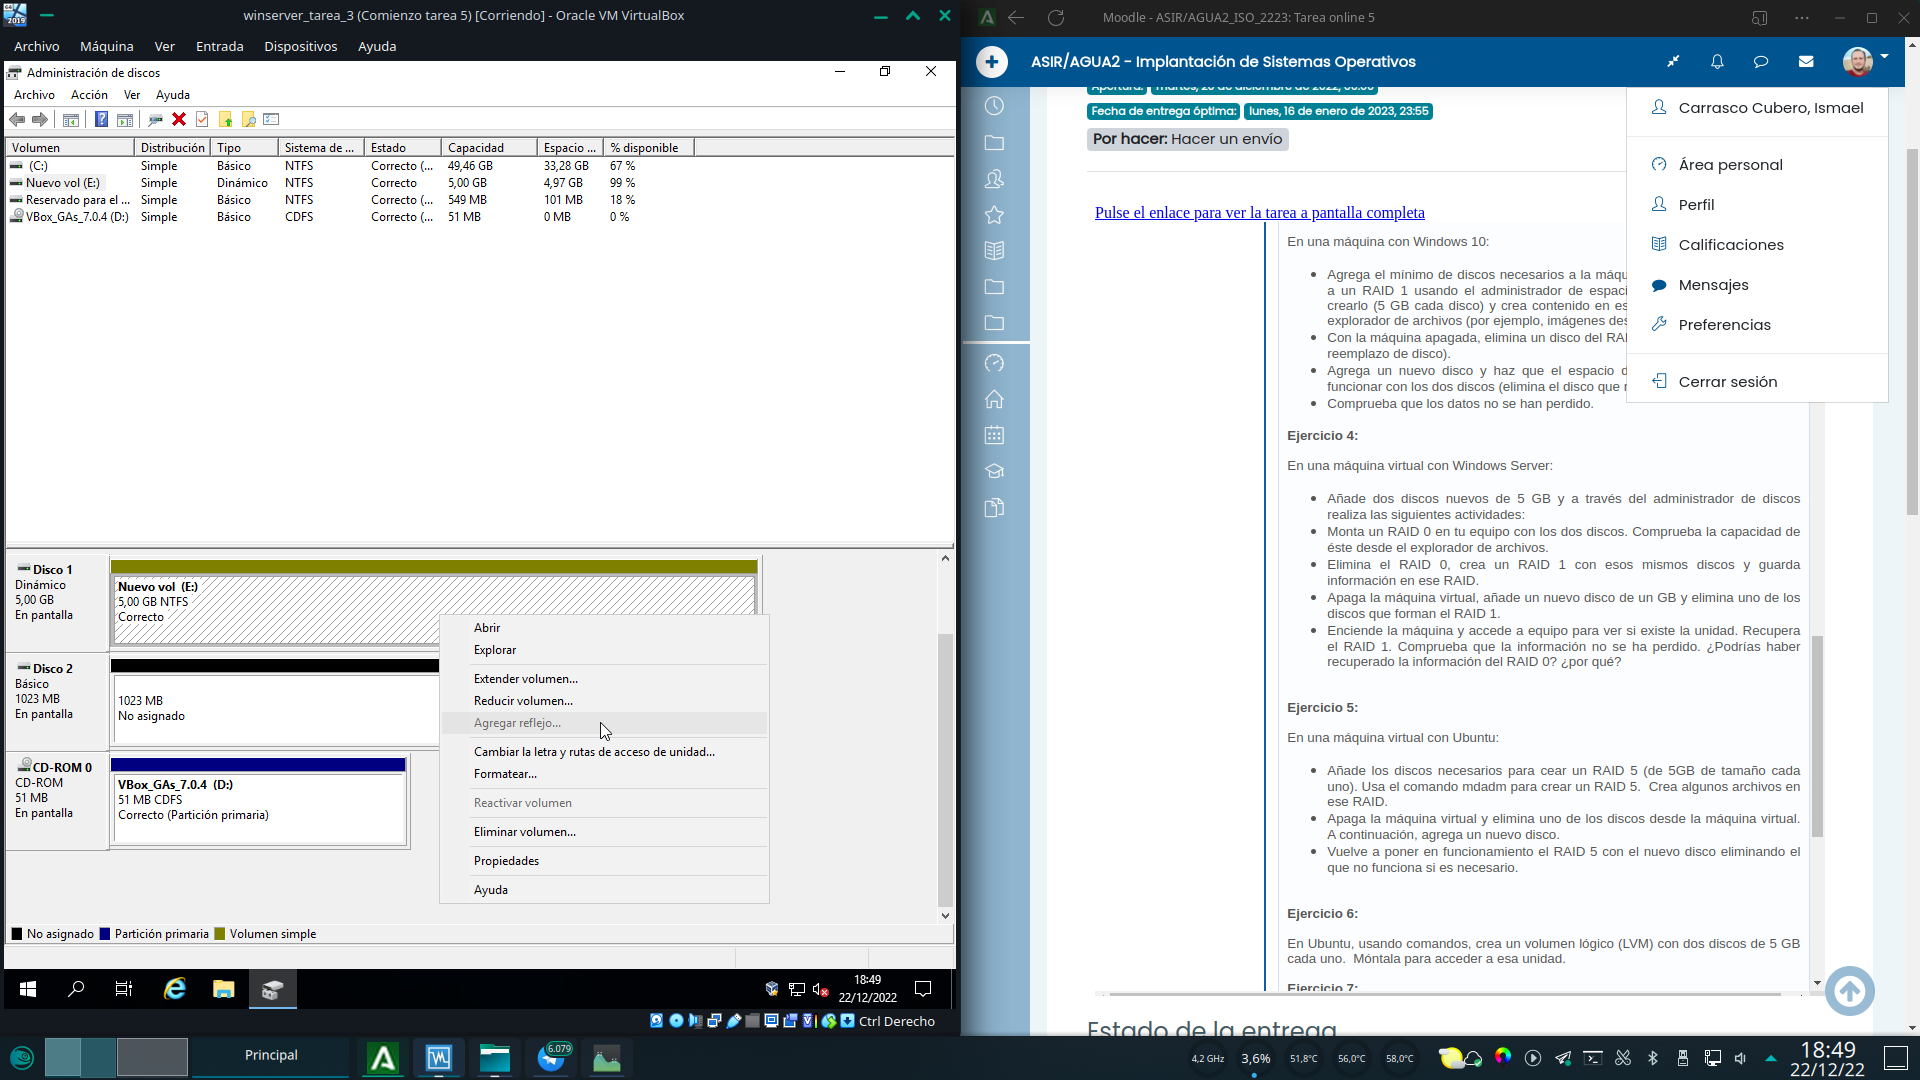 winserver_tarea_3 (Comienzo tarea 5) [Corriendo] - Oracle VM VirtualBox
Archivo Máquina Ver Entrada Dispositivos Ayuda
Administración de discos
Archivo Acción Ver Ayuda
Volumen Distribución Tipo Sistema de ... Estado Capacidad Espacio ... % disponible
(C:) Simple Básico NTFS Correcto (... 49,46 GB 33,28 GB 67 %
Nuevo vol (E:) Simple Dinámico NTFS Correcto 5,00 GB 4,97 GB 99 %
Reservado para el ... Simple Básico NTFS Correcto (... 549 MB 101 MB 18 %
VBox_GAs_7.0.4 (D:) Simple Básico CDFS Correcto (... 51 MB 0 MB 0 %
Disco 1
Dinámico
5,00 GB
En pantalla
Nuevo vol (E:)
5,00 GB NTFS
Correcto
Disco 2
Básico
1023 MB
En pantalla
1023 MB
No asignado
CD-ROM 0
CD-ROM
51 MB
En pantalla
VBox_GAs_7.0.4 (D:)
51 MB CDFS
Correcto (Partición primaria)
Abrir
Explorar
Extender volumen...
Reducir volumen...
Agregar reflejo...
Cambiar la letra y rutas de acceso de unidad...
Formatear...
Reactivar volumen
Eliminar volumen...
Propiedades
Ayuda
No asignado Partición primaria Volumen simple
18:49
22/12/2022
Ctrl Derecho
Moodle - ASIR/AGUA2_ISO_2223: Tarea online 5
ASIR/AGUA2 - Implantación de Sistemas Operativos
Fecha de entrega óptima: lunes, 16 de enero de 2023, 23:55
Por hacer: Hacer un envío
Carrasco Cubero, Ismael
Área personal
Perfil
Calificaciones
Mensajes
Preferencias
Cerrar sesión
Pulse el enlace para ver la tarea a pantalla completa
En una máquina con Windows 10:
Agrega el mínimo de discos necesarios a la máqu
a un RAID 1 usando el administrador de espaci
crearlo (5 GB cada disco) y crea contenido en es
explorador de archivos (por ejemplo, imágenes des
Con la máquina apagada, elimina un disco del RAI
reemplazo de disco).
Agrega un nuevo disco y haz que el espacio d
funcionar con los dos discos (elimina el disco que
Comprueba que los datos no se han perdido.
Ejercicio 4:
En una máquina virtual con Windows Server:
Añade dos discos nuevos de 5 GB y a través del administrador de discos
realiza las siguientes actividades:
Monta un RAID 0 en tu equipo con los dos discos. Comprueba la capacidad de
éste desde el explorador de archivos.
Elimina el RAID 0, crea un RAID 1 con esos mismos discos y guarda
información en ese RAID.
Apaga la máquina virtual, añade un nuevo disco de un GB y elimina uno de los
discos que forman el RAID 1.
Enciende la máquina y accede a equipo para ver si existe la unidad. Recupera
el RAID 1. Comprueba que la información no se ha perdido. ¿Podrías haber
recuperado la información del RAID 0? ¿por qué?
Ejercicio 5:
En una máquina virtual con Ubuntu:
Añade los discos necesarios para cear un RAID 5 (de 5GB de tamaño cada
uno). Usa el comando mdadm para crear un RAID 5. Crea algunos archivos en
ese RAID.
Apaga la máquina virtual y elimina uno de los discos desde la máquina virtual.
A continuación, agrega un nuevo disco.
Vuelve a poner en funcionamiento el RAID 5 con el nuevo disco eliminando el
que no funciona si es necesario.
Ejercicio 6:
En Ubuntu, usando comandos, crea un volumen lógico (LVM) con dos discos de 5 GB
cada uno. Móntala para acceder a esa unidad.
Ejercicio 7:
Estado de la entrega
Principal
6.079
4,2 GHz 3,6% 51,8°C 56,0°C 58,0°C
18:49
22/12/22